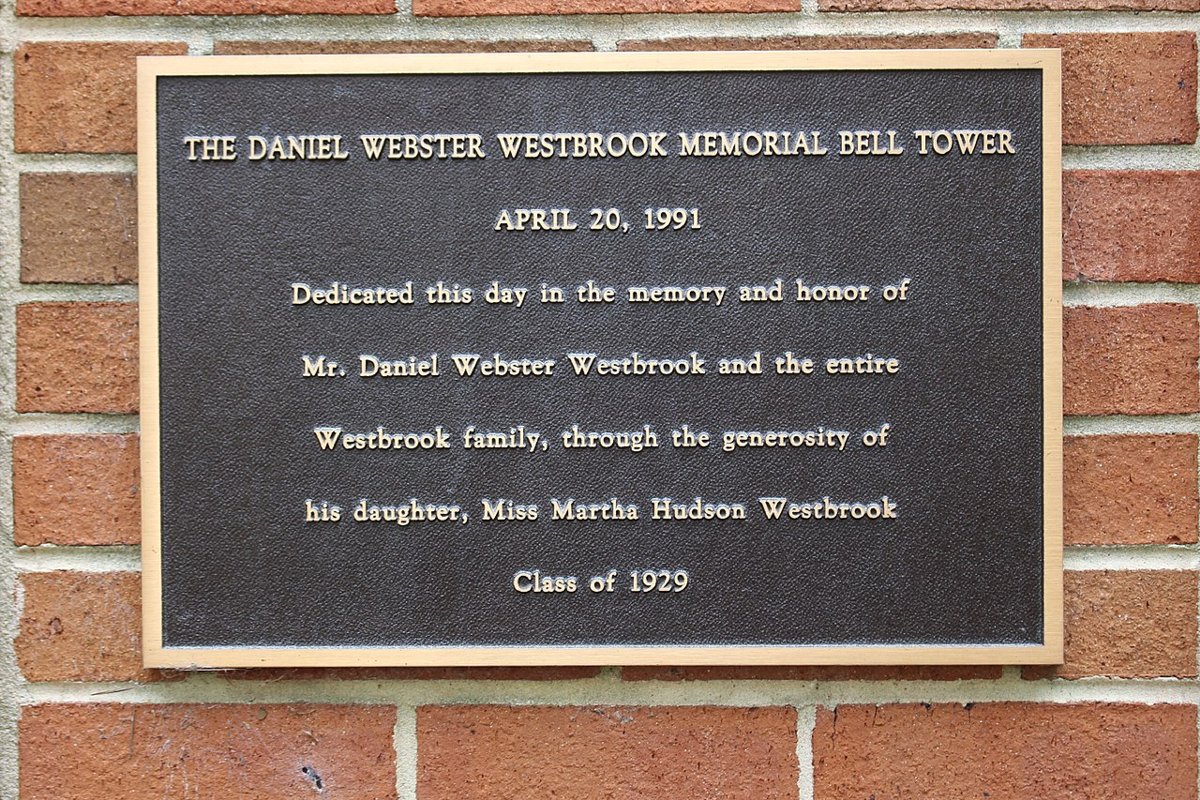 THE DANIEL WEBSTER WESTBROOK MEMORIAL BELL TOWER
APRIL 20, 1991
Dedicated this day in the memory and honor of
Mr. Daniel Webster Westbrook and the entire
Westbrook family, through the generosity of
his daughter, Miss Martha Hudson Westbrook
Class of 1929